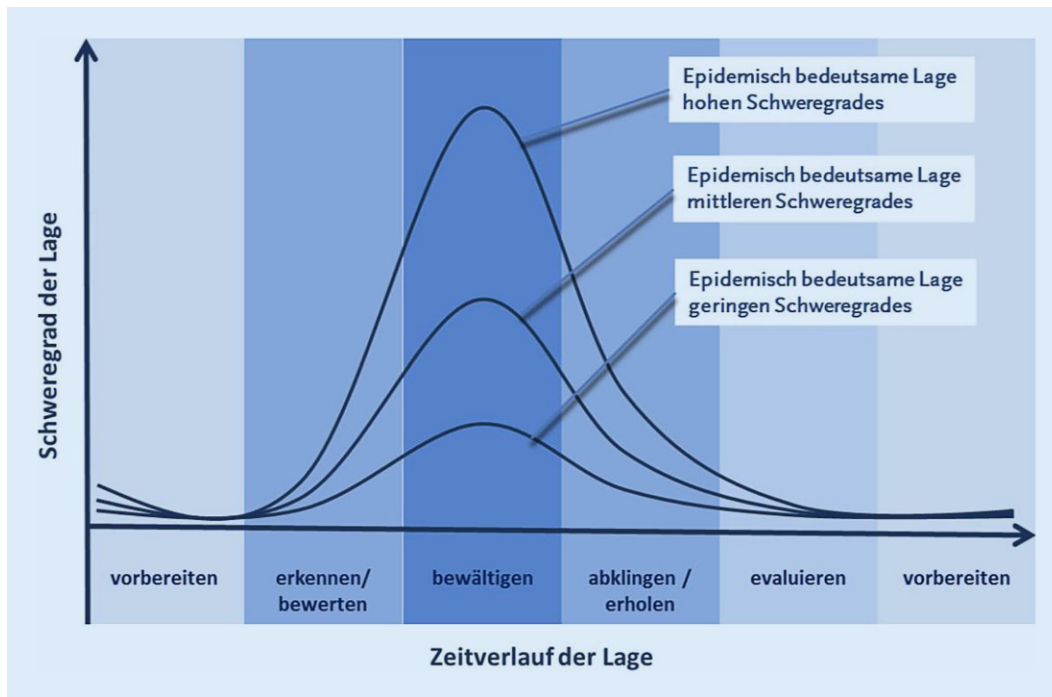 Epidemisch bedeutsame Lage
hohen Schweregrades
Epidemisch bedeutsame Lage
mittleren Schweregrades
Epidemisch bedeutsame Lage
geringen Schweregrades
Schweregrad der Lage
vorbereiten
erkennen/
bewerten
bewältigen
abklingen /
erholen
evaluieren
vorbereiten
Zeitverlauf der Lage